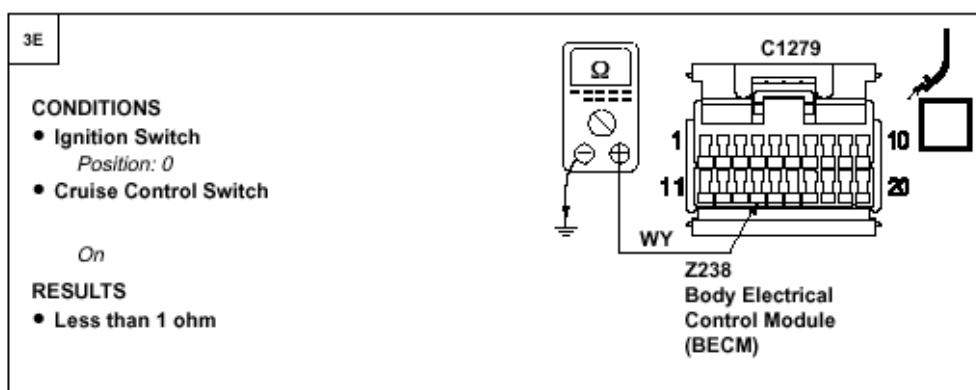 3E
CONDITIONS
• Ignition Switch
Position: 0
• Cruise Control Switch
On
RESULTS
• Less than 1 ohm
Ω
C1279
1
10
11
20
WY
Z238
Body Electrical
Control Module
(BECM)